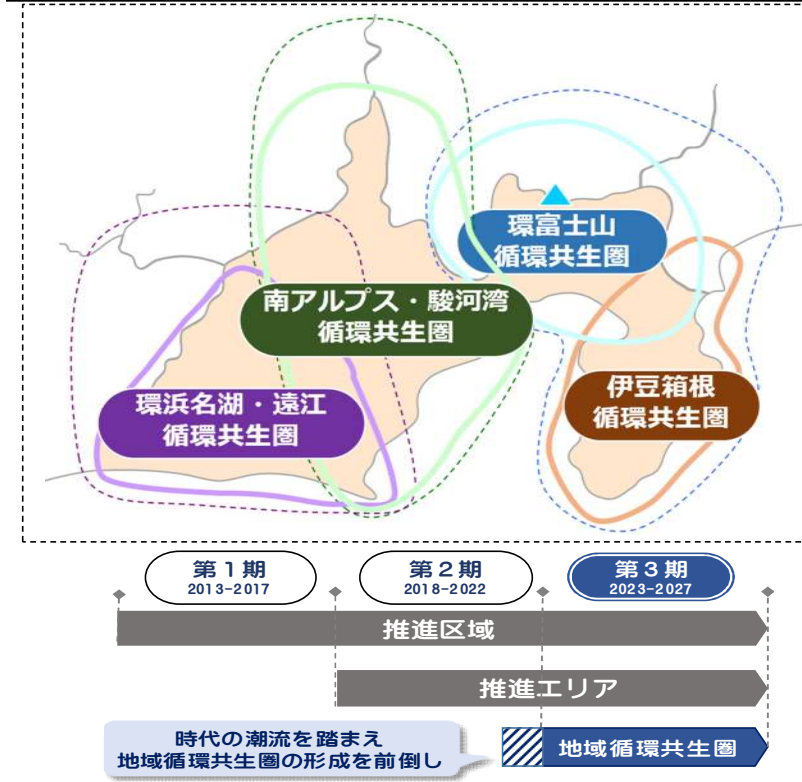 環富士山
循環共生圏
南アルプス・駿河湾
循環共生圏
環浜名湖・遠江
循環共生圏
伊豆箱根
循環共生圏
第1期
2013-2017
第2期
2018-2022
第3期
2023-2027
推進区域
推進エリア
時代の潮流を踏まえ
地域循環共生圏の形成を前倒し
地域循環共生圏